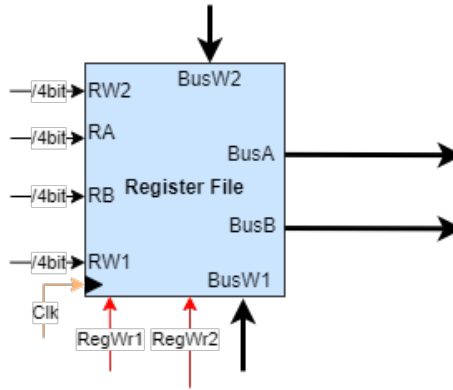 BusW2
/4bit RW2
/4bit RA
BusA
/4bit RB
Register File
BusB
/4bit RW1
BusW1
Clk
RegWr1
RegWr2